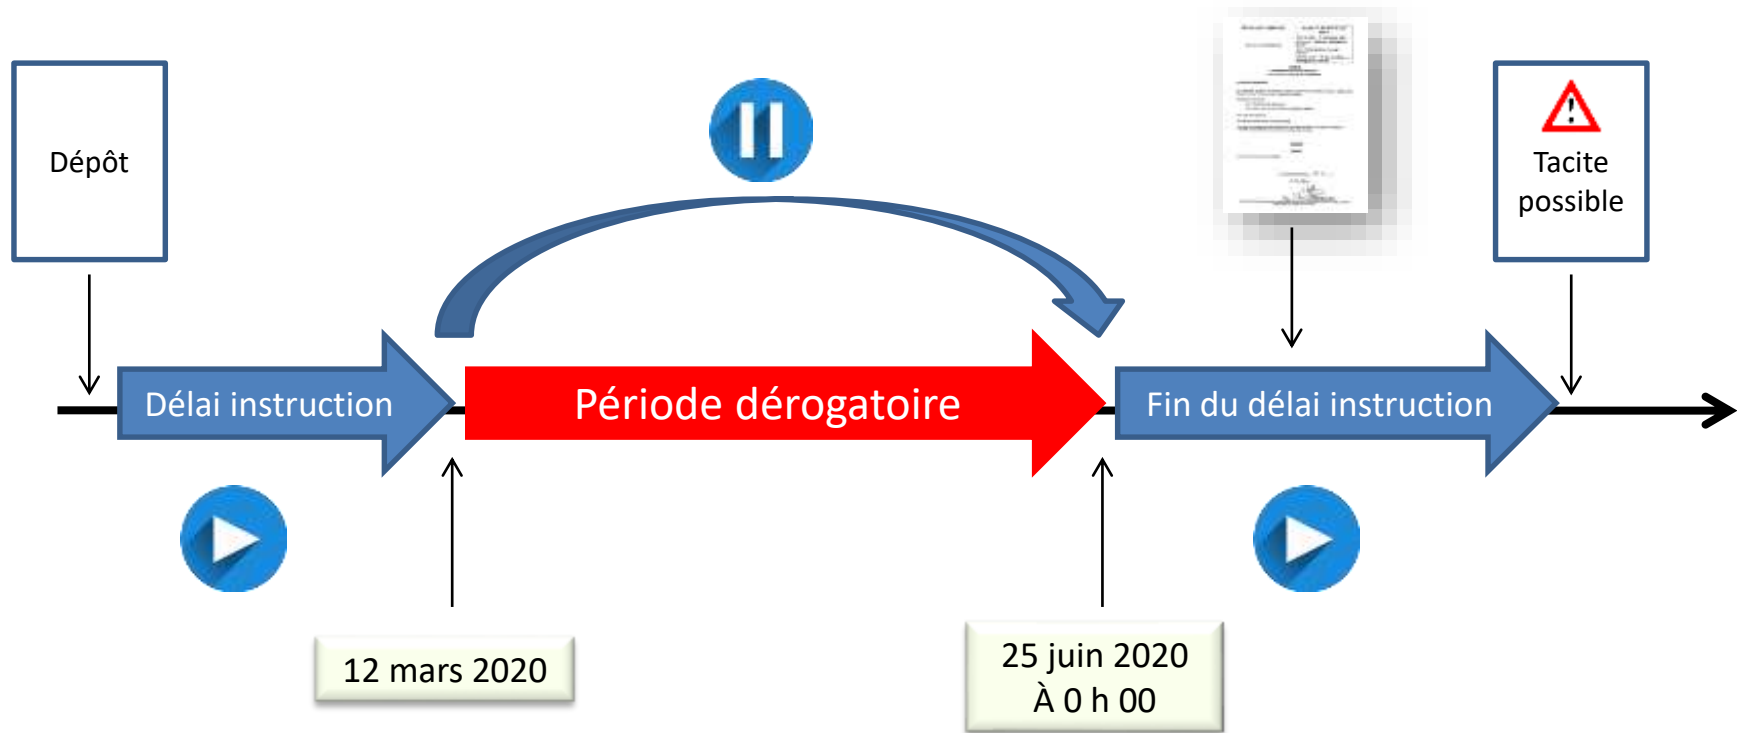 Dépôt
Tacite
possible
Délai instruction
Période dérogatoire
Fin du délai instruction
12 mars 2020
25 juin 2020
À 0 h 00